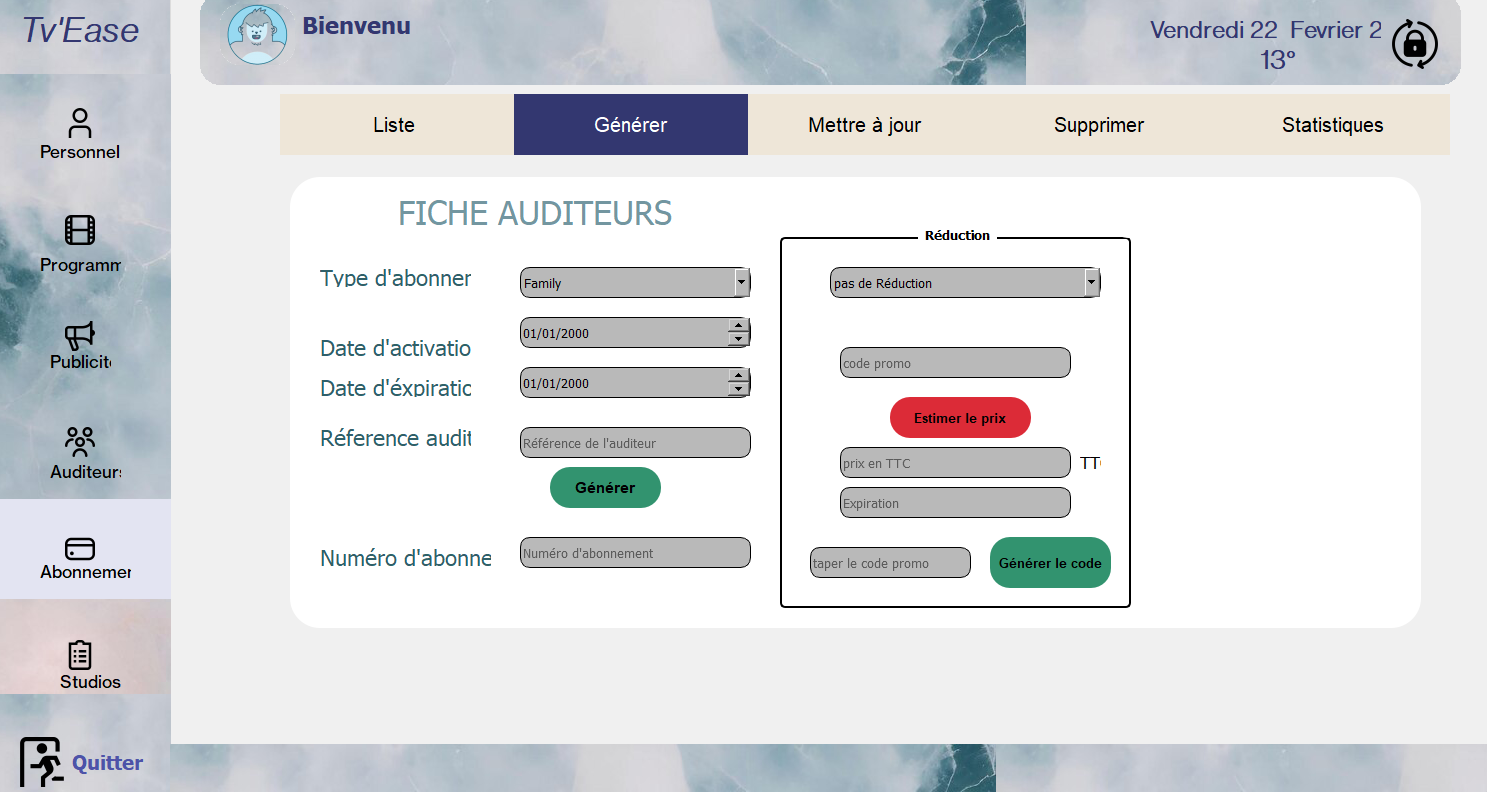 Tv'Ease
Bienvenu
Vendredi 22 Fevrier 2
13°
Personnel
Programm
Publicit
Auditeur
Abonnemer
Studios
Quitter
Liste
Générer
Mettre à jour
Supprimer
Statistiques
FICHE AUDITEURS
Type d'abonner
Family
Date d'activatio
01/01/2000
Date d'éxpiratic
01/01/2000
Réference audit
Référence de l'auditeur
Générer
Numéro d'abonne
Numéro d'abonnement
Réduction
pas de Réduction
code promo
Estimer le prix
prix en TTC
TT
Expiration
taper le code promo
Générer le code